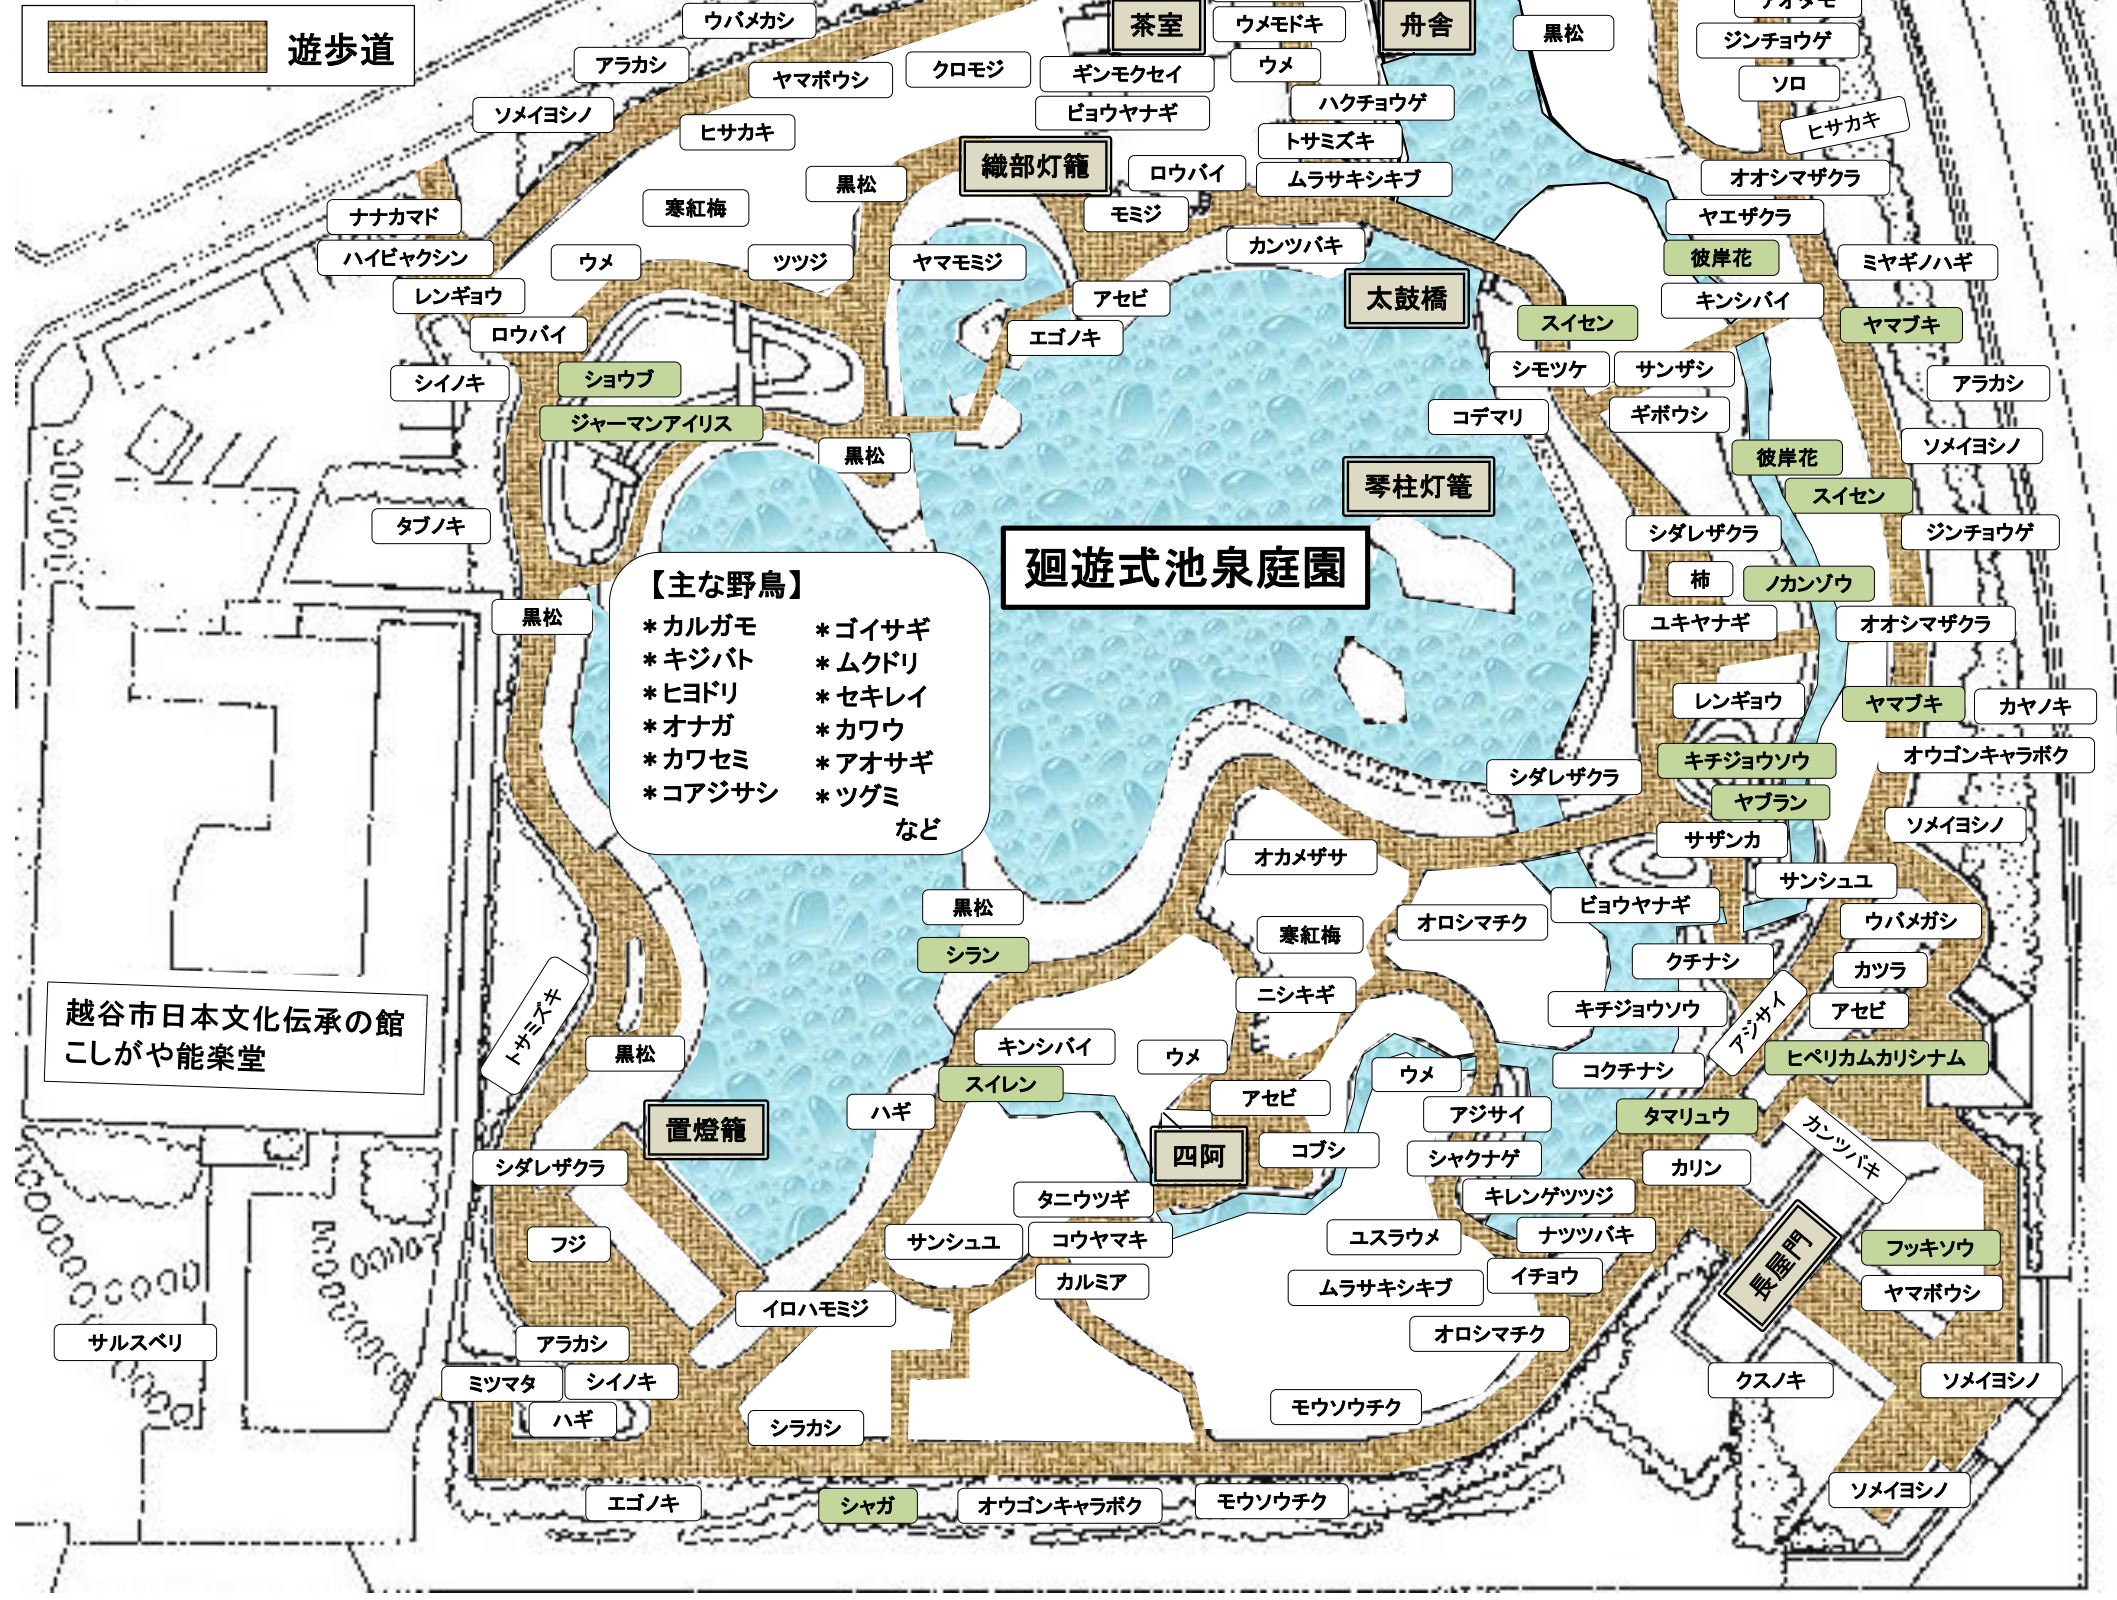 遊歩道
ウバメカシ
茶室
ウメモドキ
舟舎
黒松
ジンチョウゲ
アラカシ
ヤマボウシ
クロモジ
ギンモクセイ
ウメ
ソロ
ソメイヨシノ
ヒサカキ
ビョウヤナギ
ハクチョウゲ
ヒサカキ
トサミズキ
織部灯籠
黒松
ロウバイ
ムラサキシキブ
オオシマザクラ
ナナカマド
寒紅梅
モミジ
ヤエザクラ
ハイビャクシン
ウメ
ツツジ
ヤマモミジ
カンツバキ
彼岸花
ミヤギノハギ
レンギョウ
アセビ
太鼓橋
キンシバイ
ロウバイ
エゴノキ
スイセン
ヤマブキ
シイノキ
ショウブ
シモツケ
サンザシ
アラカシ
ジャーマンアイリス
コデマリ
ギボウシ
黒松
琴柱灯篭
彼岸花
ソメイヨシノ
スイセン
タブノキ
シダレザクラ
ジンチョウゲ
廻遊式池泉庭園
柿
ノカンゾウ
黒松
ユキヤナギ
オオシマザクラ
【主な野鳥】
*カルガモ
*キジバト
*ヒヨドリ
*オナガ
*カワセミ
*コアジサシ
*ゴイサギ
*ムクドリ
*セキレイ
*カワウ
*アオサギ
*ツグミ
など
レンギョウ
ヤマブキ
カヤノキ
キチジョウソウ
オウゴンキャラボク
シダレザクラ
ヤブラン
ソメイヨシノ
サザンカ
オカメザサ
サンシュユ
黒松
ビョウヤナギ
ウバメガシ
寒紅梅
オロシマチク
シラン
クチナシ
カツラ
ニシキギ
キチジョウソウ
アジサイ
アセビ
越谷市日本文化伝承の館
こしがや能楽堂
トサミズキ
黒松
キンシバイ
ウメ
ヒペリカムカリシナム
スイレン
ウメ
コクチナシ
ハギ
アセビ
アジサイ
タマリュウ
置燈籠
四阿
コブシ
シャクナゲ
カリン
カンツバキ
シダレザクラ
タニウツギ
キレンゲツツジ
フジ
サンシュユ
コウヤマキ
ユスラウメ
ナツツバキ
長屋門
フッキソウ
カルミア
ムラサキシキブ
イチョウ
ヤマボウシ
イロハモミジ
サルスベリ
アラカシ
オロシマチク
ミツマタ
シイノキ
クスノキ
ソメイヨシノ
ハギ
シラカシ
モウソウチク
エゴノキ
シャガ
オウゴンキャラボク
モウソウチク
ソメイヨシノ